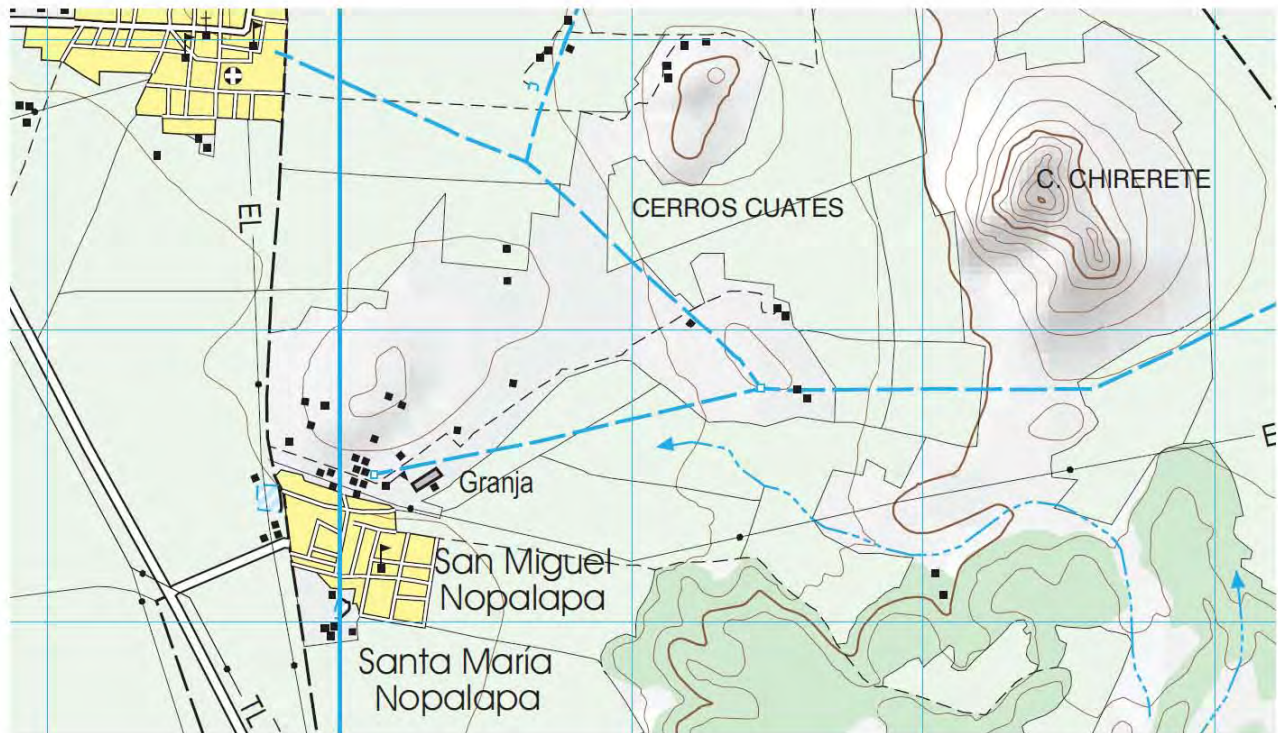 C. CHIRERETE
CERROS CUATES
EL
E
Granja
San Miguel
Nopalapa
Santa María
Nopalapa
TL